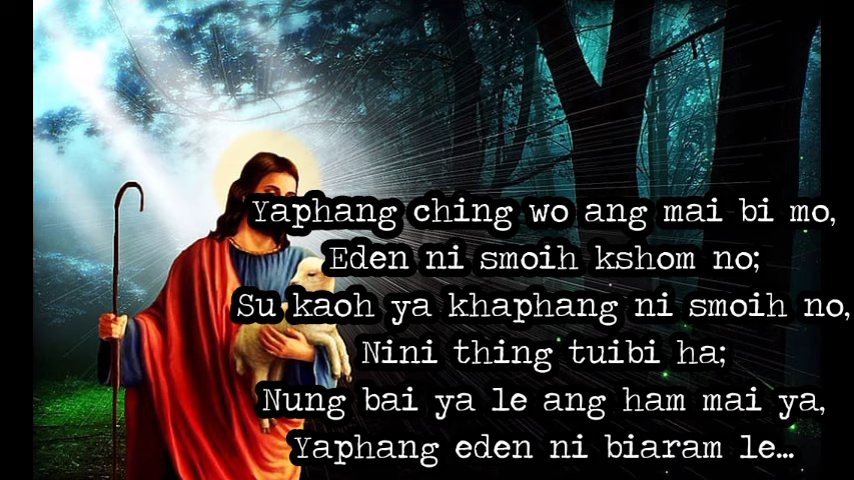 Yaphang ching wo ang mai bi mo,
Eden ni smoih kshom no;
Su kaoh ya khaphang ni smoih no,
Nini thing tuibi ha;
Nung bai ya le ang ham mai ya,
Yaphang eden ni biaram le...